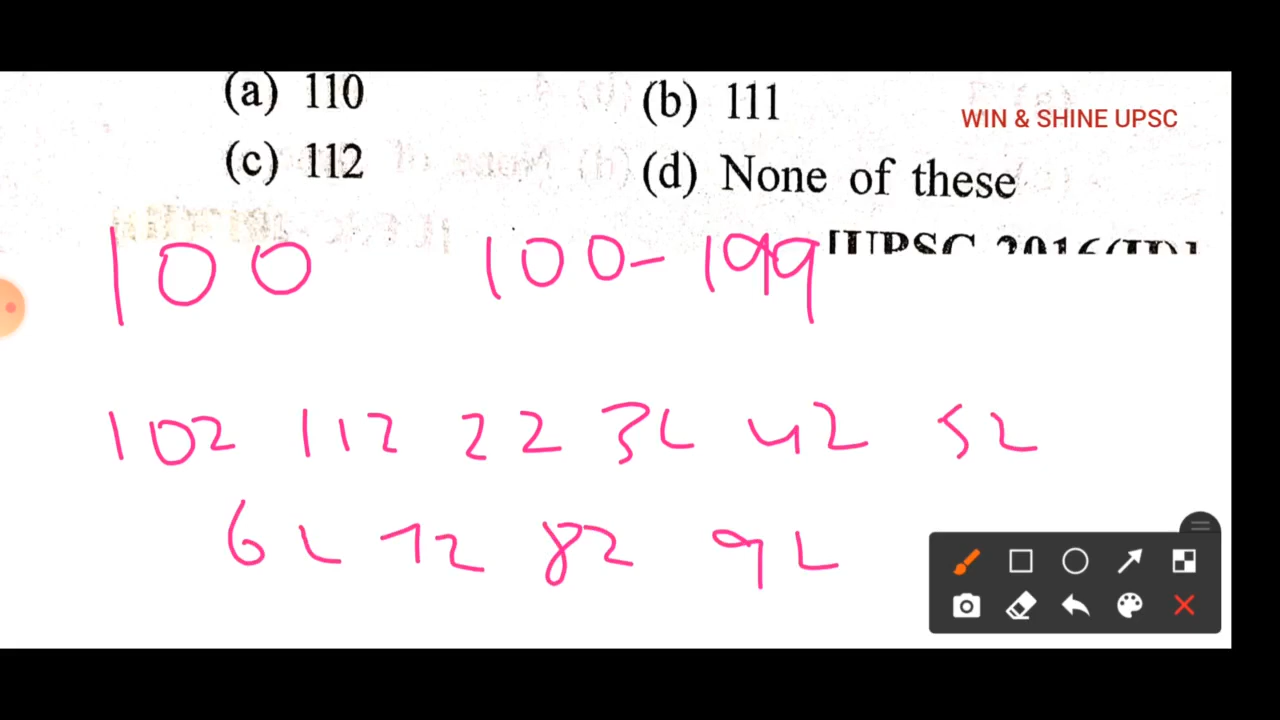 (a) 110 (b) 111
WIN & SHINE UPSC
(c) 112 (d) None of these
100 100-199
102 112 22 32 42 52
62 72 82 92